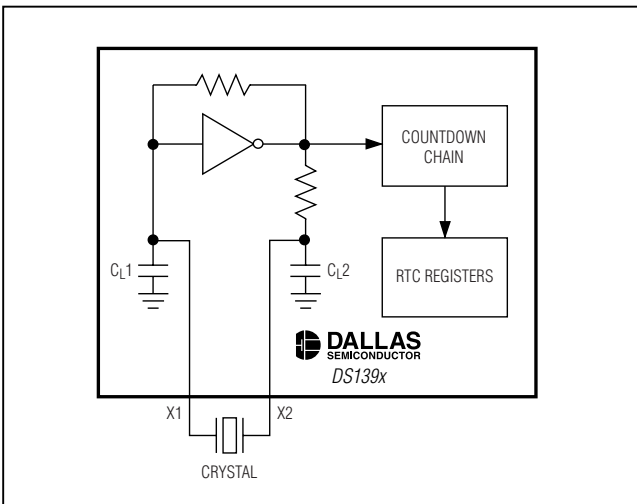 COUNTDOWN
CHAIN
CL1
CL2
RTC REGISTERS
DALLAS
SEMICONDUCTOR
DS139x
X1
X2
CRYSTAL